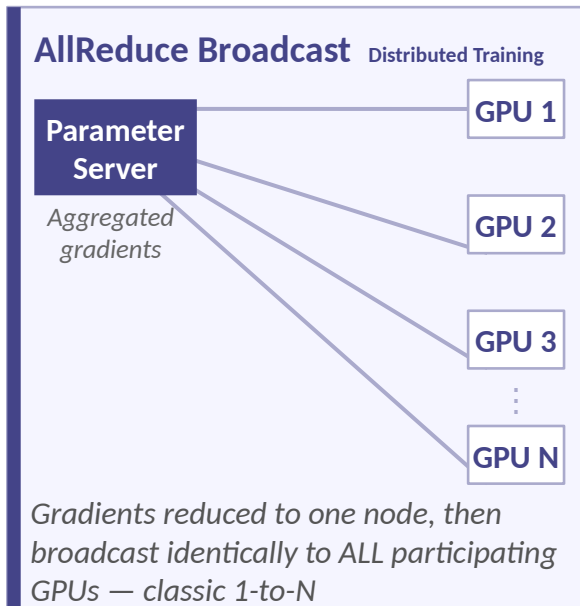 AllReduce Broadcast Distributed Training
Parameter
Server
Aggregated
gradients
GPU 1
GPU 2
GPU 3
⋮
GPU N
Gradients reduced to one node, then
broadcast identically to ALL participating
GPUs — classic 1-to-N